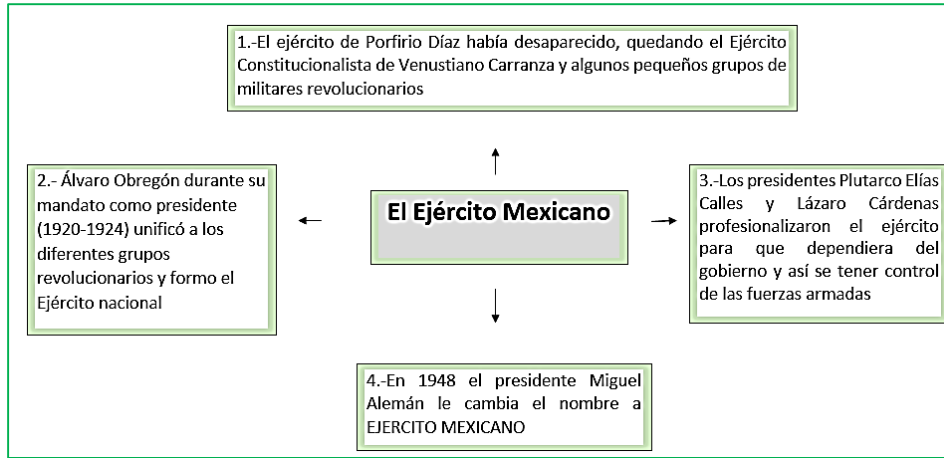 1.-El ejército de Porfirio Díaz había desaparecido, quedando el Ejército
Constitucionalista de Venustiano Carranza y algunos pequeños grupos de
militares revolucionarios
2.- Álvaro Obregón durante su
mandato como presidente
(1920-1924) unificó a los
diferentes grupos
revolucionarios y formo el
Ejército nacional
El Ejército Mexicano
3.-Los presidentes Plutarco Elías
Calles y Lázaro Cárdenas
profesionalizaron el ejército
para que dependiera del
gobierno y así se tener control
de las fuerzas armadas
4.-En 1948 el presidente Miguel
Alemán le cambia el nombre a
EJERCITO MEXICANO